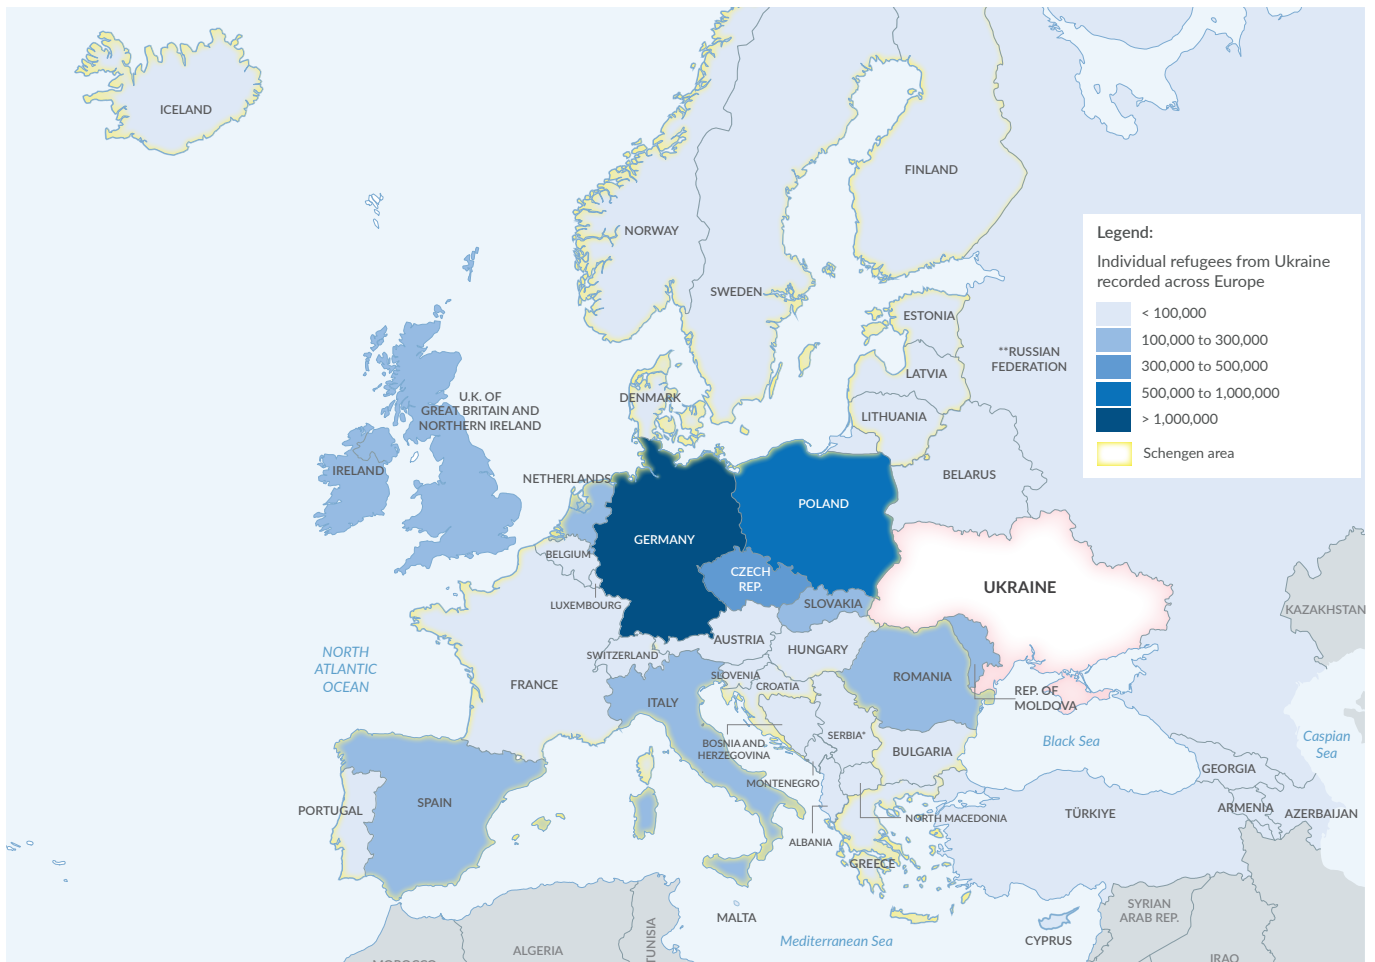 ICELAND
FINLAND
NORWAY
SWEDEN
Legend:
Individual refugees from Ukraine
recorded across Europe
< 100,000
100,000 to 300,000
300,000 to 500,000
500,000 to 1,000,000
> 1,000,000
Schengen area
ESTONIA
**RUSSIAN
FEDERATION
LATVIA
DENMARK
U.K. OF
GREAT BRITAIN AND
NORTHERN IRELAND
LITHUANIA
IRELAND
NETHERLANDS
BELARUS
POLAND
GERMANY
BELGIUM
CZECH
REP.
UKRAINE
LUXEMBOURG
SLOVAKIA
KAZAKHSTAN
AUSTRIA
HUNGARY
SWITZERLAND
NORTH
ATLANTIC
OCEAN
FRANCE
SLOVENIA
CROATIA
ROMANIA
ITALY
REP. OF
MOLDOVA
SERBIA*
BOSNIA AND
HERZEGOVINA
BULGARIA
Black Sea
Caspian
Sea
MONTENEGRO
GEORGIA
SPAIN
PORTUGAL
NORTH MACEDONIA
TÜRKIYE
ARMENIA
AZERBAIJAN
ALBANIA
GREECE
MALTA
SYRIAN
ARAB REP.
Mediterranean Sea
CYPRUS
ALGERIA
TUNISIA
MOROCCO
IRAQ